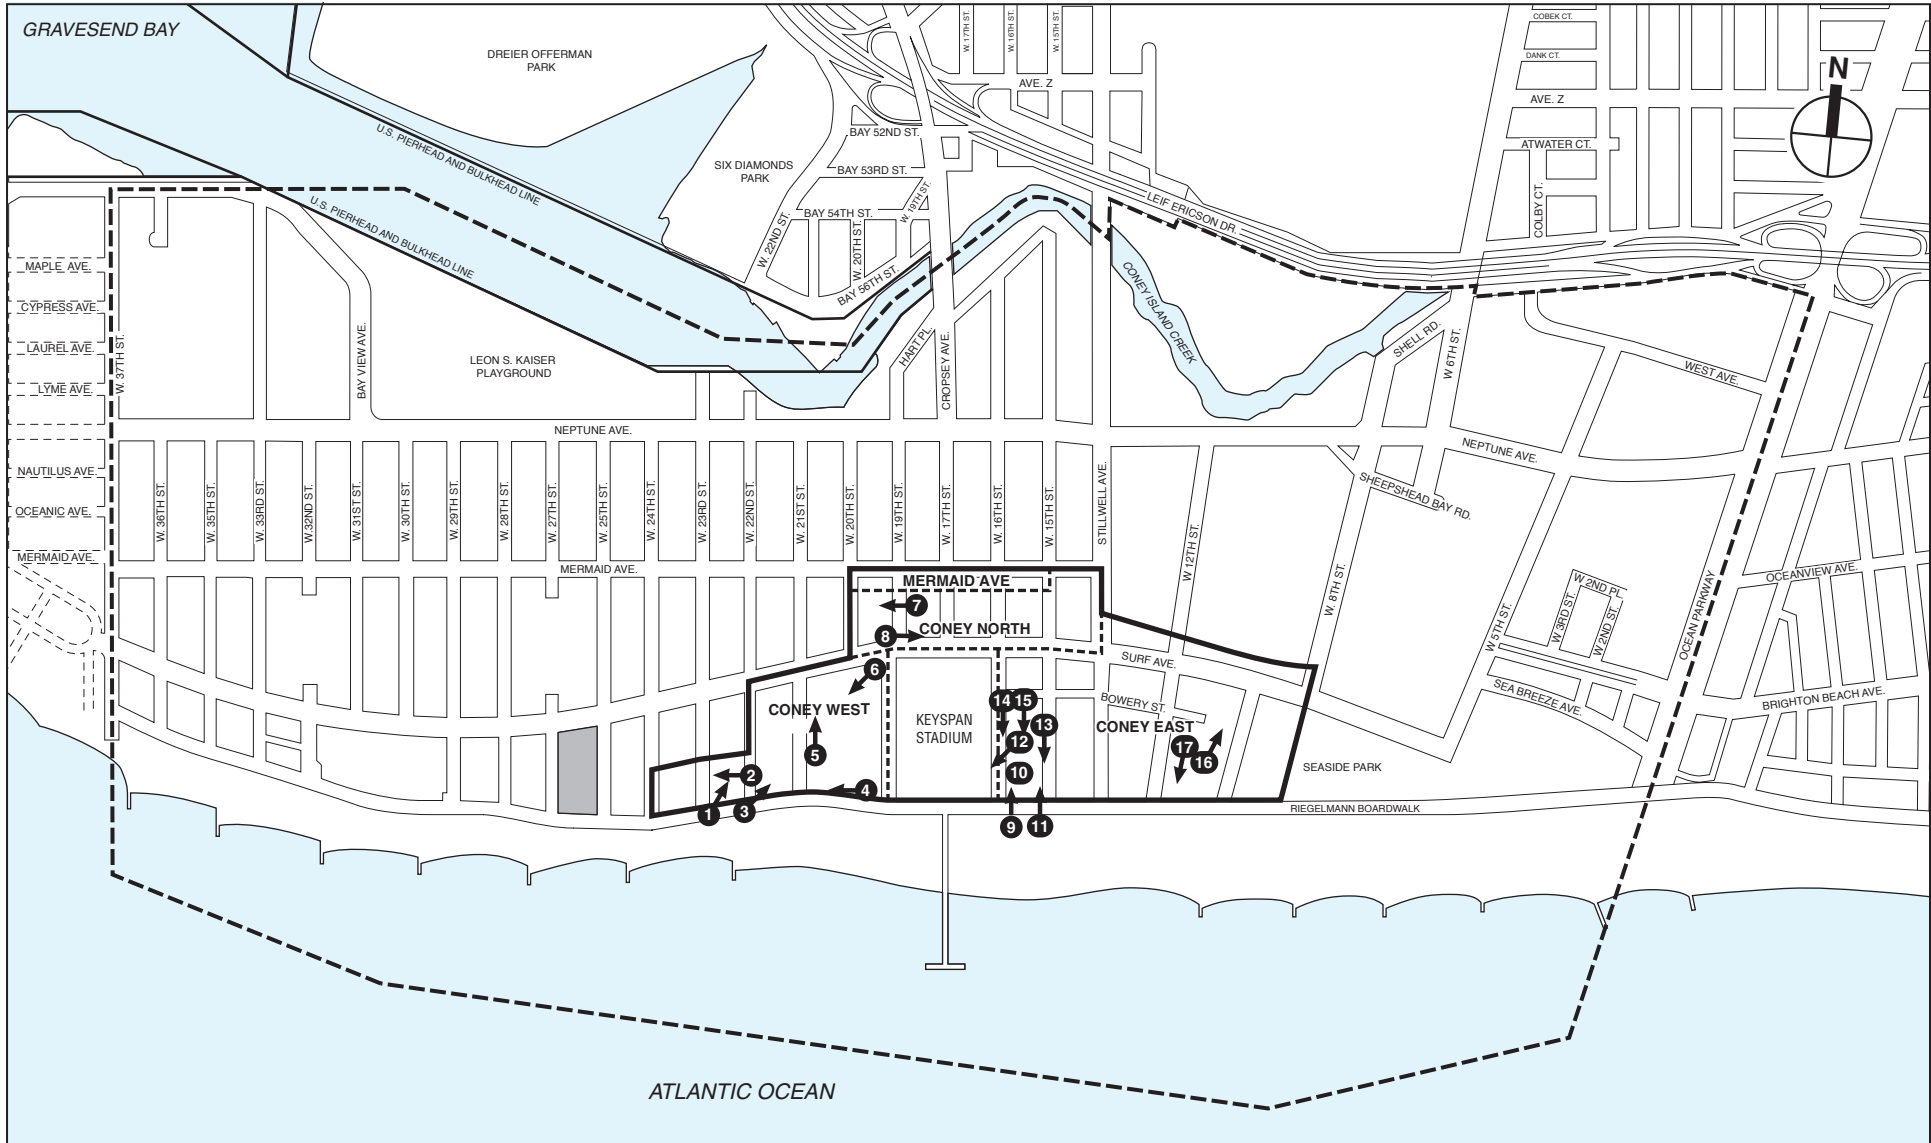 GRAVESEND BAY
DREIER OFFERMAN
PARK
W. 17TH ST.
W. 16TH ST.
W. 15TH ST.
COBEK CT.
DANK CT.
AVE. Z
AVE. Z
N
U.S. PIERHEAD AND BULKHEAD LINE
BAY 52ND ST.
ATWATER CT.
SIX DIAMONDS
PARK
BAY 53RD ST.
W. 19TH ST.
LEIF ERICSON DR.
COLBY CT.
U.S. PIERHEAD AND BULKHEAD LINE
BAY 54TH ST.
W. 22ND ST.
W. 20TH ST.
BAY 56TH ST.
MAPLE AVE.
CYPRESS AVE.
LAUREL AVE.
LYME AVE.
W. 37TH ST.
BAY VIEW AVE.
LEON S. KAISER
PLAYGROUND
HART PL.
CROPSEY AVE.
CONEY ISLAND CREEK
SHELL RD.
W 6TH ST.
WEST AVE.
NEPTUNE AVE.
NEPTUNE AVE.
NAUTILUS AVE.
OCEANIC AVE.
MERMAID AVE.
W. 36TH ST.
W. 35TH ST.
W. 33RD ST.
W.32ND ST.
W. 31ST ST.
W. 30TH ST.
W. 29TH ST.
W. 28TH ST.
W. 27TH ST.
W. 25TH ST.
W. 24TH ST.
W. 23RD ST.
W. 22ND ST.
W. 21ST ST.
W. 20TH ST.
W. 19TH ST.
W. 17TH ST.
W. 16TH ST.
W. 15TH ST.
STILLWELL AVE.
W 12TH ST.
SHEEPSHEAD BAY RD.
W. 8TH ST.
W 5TH ST.
W 2ND PL.
W 3RD ST.
W 2ND ST.
OCEAN PARKWAY
OCEANVIEW AVE.
MERMAID AVE.
MERMAID AVE
7
8
CONEY NORTH
SURF AVE.
6
CONEY WEST
KEYSPAN
STADIUM
14
15
13
12
10
BOWERY ST.
CONEY EAST
17
16
SEA BREEZE AVE.
BRIGHTON BEACH AVE.
SEASIDE PARK
5
2
4
1
3
9
11
RIEGELMANN BOARDWALK
ATLANTIC OCEAN